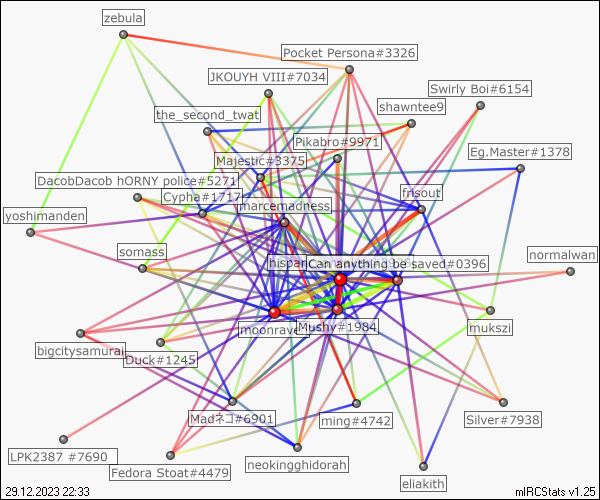 zebula
Pocket Persona#3326
JKOUYH VIII#7034
Swirly Boi#6154
shawntee9
the_second_twat
Pikabro#9971
Eg.Master#1378
Majestic#3375
DacobDacob hORNY police#5271
Cypha#1717
frisout
marcemadness
yoshimanden
somass
hispan
Can anything be saved#0396
normalwan
moonrave
Mushy#1984
mukszi
bigcitysamurai
Duck#1245
Madネコ#6901
ming#4742
Silver#7938
LPK2387 #7690
Fedora Stoat#4479
neokingghidorah
eliakith
29.12.2023 22:33
mIRCStats v1.25